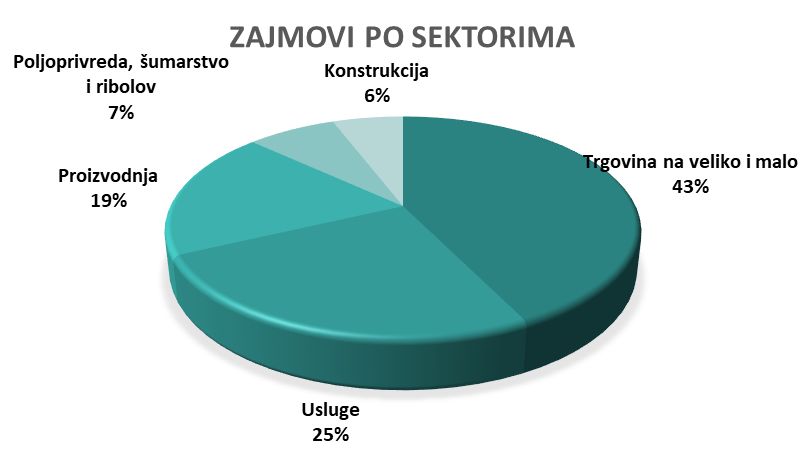 ZAJMOVI PO SEKTORIMA
Poljoprivreda, šumarstvo
i ribolov
7%
Konstrukcija
6%
Trgovina na veliko i malo
43%
Proizvodnja
19%
Usluge
25%